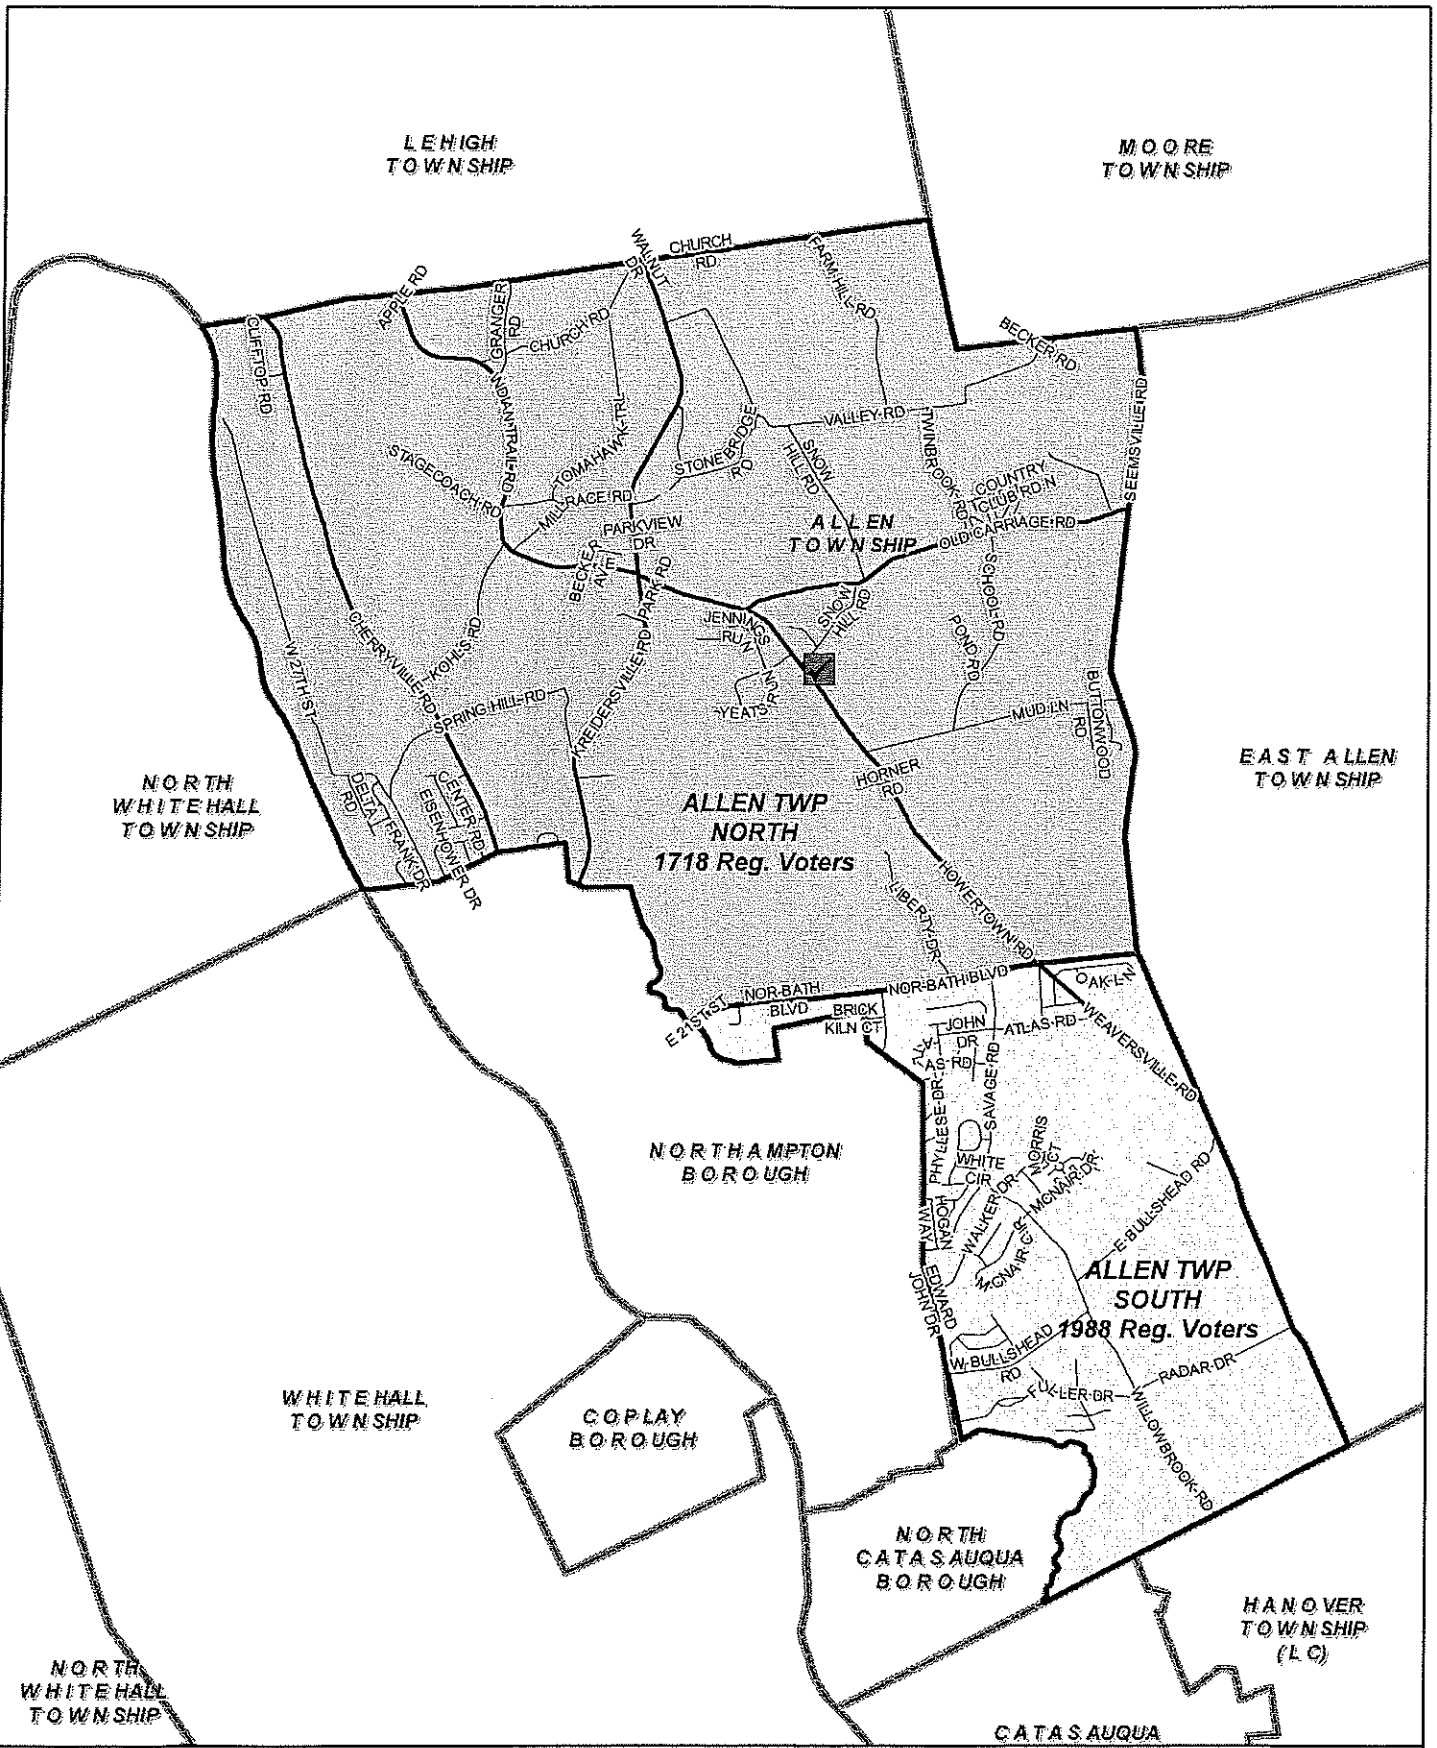 LEHIGH
TOWNSHIP
MOORE
TOWNSHIP
WALNUT
DR
CHURCH
RD
FARM HILL RD
APPLE RD
GRANGER
RD
CHURCH RD
CLIFFTOP RD
BECKER RD
SEEMSVILLE RD
INDIAN TRAIL RD
TOMAHAWK TRL
STONEBRIDGE
RD
VALLEY RD
SNOW
HILL RD
TWINBROOK RD
COUNTRY
CLUB RD N
STAGECOACH RD
MILL RACE RD
PARKVIEW
DR
ALLEN
TOWNSHIP
OLD CARRIAGE RD
BECKER
AVE
PARK RD
SCHOOL RD
SNOW
HILL RD
JENNINGS
RUN
POND RD
CHERRYVILLE RD
KOHLS RD
W 27TH ST
KREIDERSVILLE RD
SPRING HILL RD
YEATS RUN
MUD LN
BUTTONWOOD
RD
EAST ALLEN
TOWNSHIP
NORTH
WHITEHALL
TOWNSHIP
DELTA
RD
FRANK DR
CENTER RD
EISENHOWER DR
HORNER
RD
ALLEN TWP
NORTH
1718 Reg. Voters
LIBERTY DR
HOWERTOWN RD
E 21ST ST
NOR-BATH
BLVD
NOR-BATH BLVD
BRICK
KILN CT
OAK LN
JOHN
DR
ATLAS RD
ATLAS RD
WEAVERSVILLE RD
SAVAGE RD
PHYLLESE DR
NORTHAMPTON
BOROUGH
WHITE
CIR
MORRIS
CT
MCNAIR DR
WALKER DR
HOGAN
WAY
MCNAIR CIR
E BULLSHEAD RD
EDWARD
JOHN DR
ALLEN TWP
SOUTH
1988 Reg. Voters
W BULLSHEAD
RD
RADAR DR
FULLER DR
WILLOWBROOK RD
WHITEHALL
TOWNSHIP
COPLAY
BOROUGH
NORTH
CATASAUQUA
BOROUGH
HANOVER
TOWNSHIP
(LC)
NORTH
WHITEHALL
TOWNSHIP
CATASAUQUA